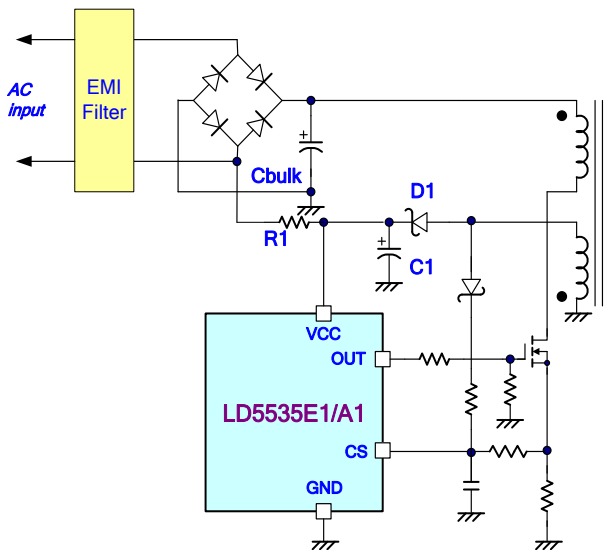 AC
input
EMI
Filter
+
Cbulk
D1
R1
+
C1
VCC
OUT
LD5535E1/A1
CS
GND